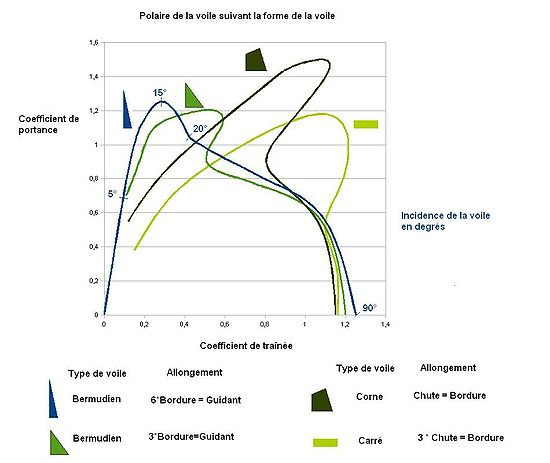 Polaire de la voile suivant la forme de la voile
Coefficient de
portance
1,6
1,4
1,2
1
0,8
0,6
0,4
0,2
0
15°
20°
5°
90°
Incidence de la voile
en degrés
0
0,2
0,4
0,6
0,8
1
1,2
1,4
Coefficient de traînée
Type de voile
Allongement
Bermudien
6*Bordure = Guidant
Bermudien
3*Bordure=Guidant
Type de voile
Allongement
Corne
Chute = Bordure
Carré
3 * Chute = Bordure